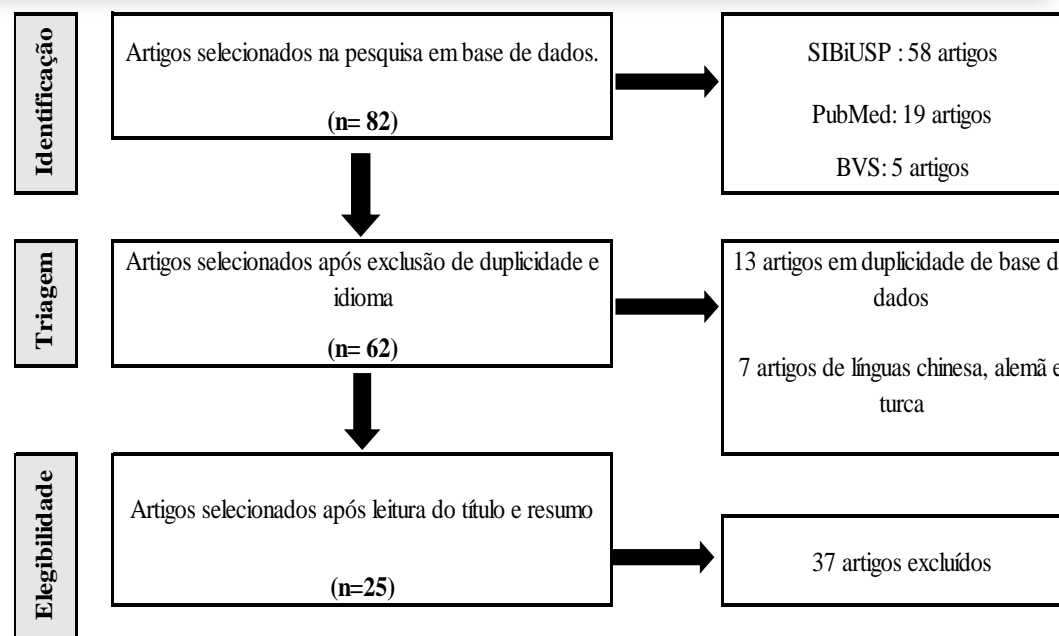 Identificação
Artigos selecionados na pesquisa em base de dados.
(n= 82)
SIBiUSP : 58 artigos
PubMed: 19 artigos
BVS: 5 artigos
Triagem
Artigos selecionados após exclusão de duplicidade e
idioma
(n= 62)
13 artigos em duplicidade de base d
dados
7 artigos de línguas chinesa, alemã e
turca
Elegibilidade
Artigos selecionados após leitura do título e resumo
(n=25)
37 artigos excluídos